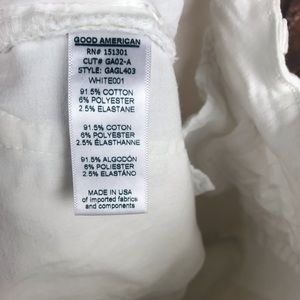 GOOD AMERICAN
RN# 151301
CUT# GA02-A
STYLE: GAGL403
WHITE001
91.5% COTTON
6% POLYESTER
2.5% ELASTANE
91.5% COTON
6% POLYESTER
2.5% ÉLASTHANNE
91.5% ALGODÓN
6% POLIESTER
2.5% ELASTANO
MADE IN USA
of imported fabrics
and components